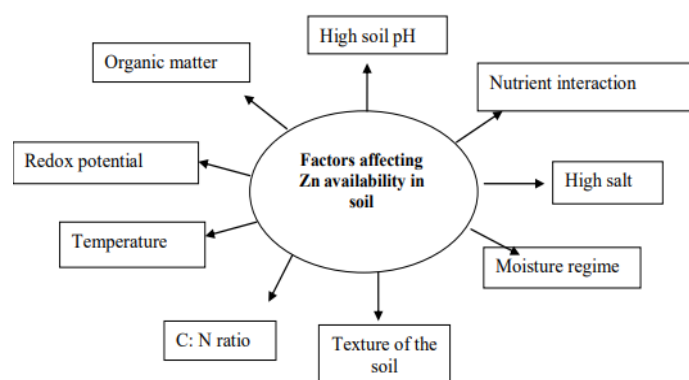 High soil pH
Organic matter
Nutrient interaction
Factors affecting
Zn availability in
soil
Redox potential
High salt
Temperature
Moisture regime
C: N ratio
Texture of the
soil